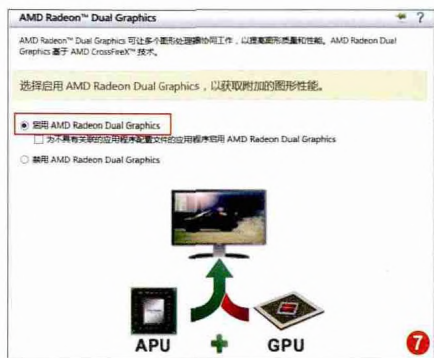 AMD Radeon™ Dual Graphics
?
AMD Radeon™ Dual Graphics 可让多个图形处理器协同工作，以提高图形质量和性能。AMD Radeon Dual
Graphics 基于 AMD CrossFireX™ 技术。
选择启用 AMD Radeon Dual Graphics，以获取附加的图形性能。
启用 AMD Radeon Dual Graphics
为不具有关联的应用程序配置文件的应用程序启用 AMD Radeon Dual Graphics
禁用 AMD Radeon Dual Graphics
APU + GPU
7